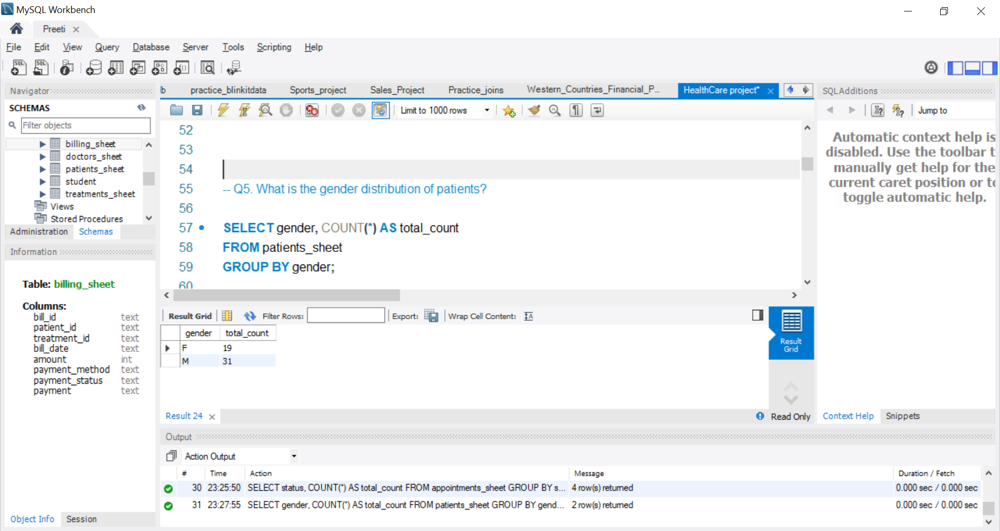 MySQL Workbench
Preeti
File Edit View Query Database Server Tools Scripting Help
Navigator
SCHEMAS
Filter objects
billing_sheet
doctors_sheet
patients_sheet
student
treatments_sheet
Views
Stored Procedures
Administration Schemas
Information
Table: billing_sheet
Columns:
bill_id text
patient_id text
treatment_id text
bill_date text
amount int
payment_method text
payment_status text
payment text
Object Info Session
lb practice_blinkitdata Sports_project Sales_Project Practice_joins Western_Countries_Financial_P... HealthCare project*
Limit to 1000 rows
52
53
54
55 -- Q5. What is the gender distribution of patients?
56
57 SELECT gender, COUNT(*) AS total_count
58 FROM patients_sheet
59 GROUP BY gender;
60
Result Grid Filter Rows: Export: Wrap Cell Content:
gender total_count
F 19
M 31
Result Grid
Result 24 Read Only
SQLAdditions
Jump to
Automatic context help is
disabled. Use the toolbar t
manually get help for the
current caret position or to
toggle automatic help.
Context Help Snippets
Output
Action Output
# Time Action Message Duration / Fetch
30 23:25:50 SELECT status, COUNT(*) AS total_count FROM appointments_sheet GROUP BY s... 4 row(s) returned 0.000 sec / 0.000 sec
31 23:27:55 SELECT gender, COUNT(*) AS total_count FROM patients_sheet GROUP BY gend... 2 row(s) returned 0.000 sec / 0.000 sec